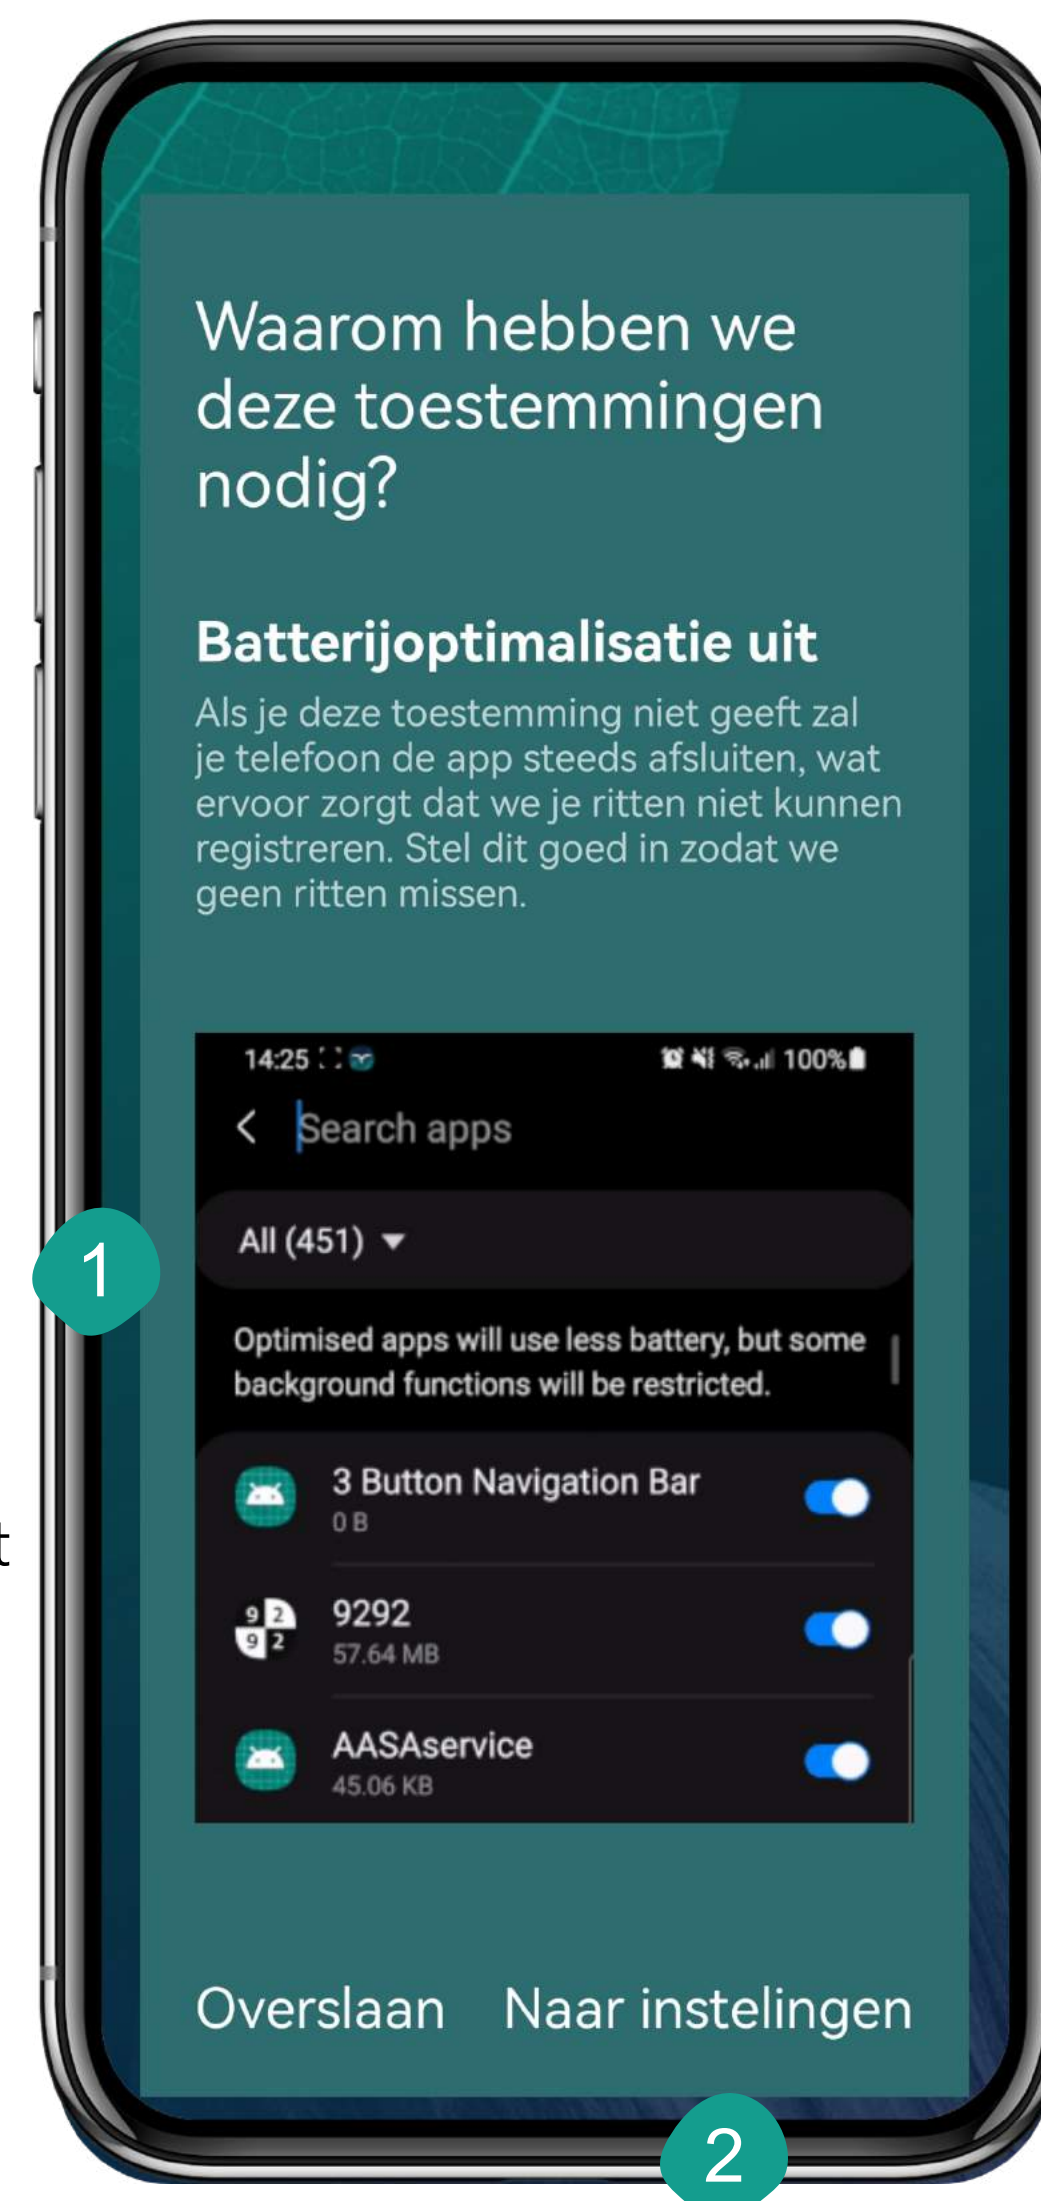 Waarom hebben we
deze toestemmingen
nodig?
Batterijoptimalisatie uit
Als je deze toestemming niet geeft zal
je telefoon de app steeds afsluiten, wat
ervoor zorgt dat we je ritten niet kunnen
registreren. Stel dit goed in zodat we
geen ritten missen.
14:25 100%
Search apps
1
All (451)
Optimised apps will use less battery, but some
background functions will be restricted.
3 Button Navigation Bar
0 B
t
9 2
9 2
9292
57.64 MB
AASAservice
45.06 KB
Overslaan Naar instelingen
2